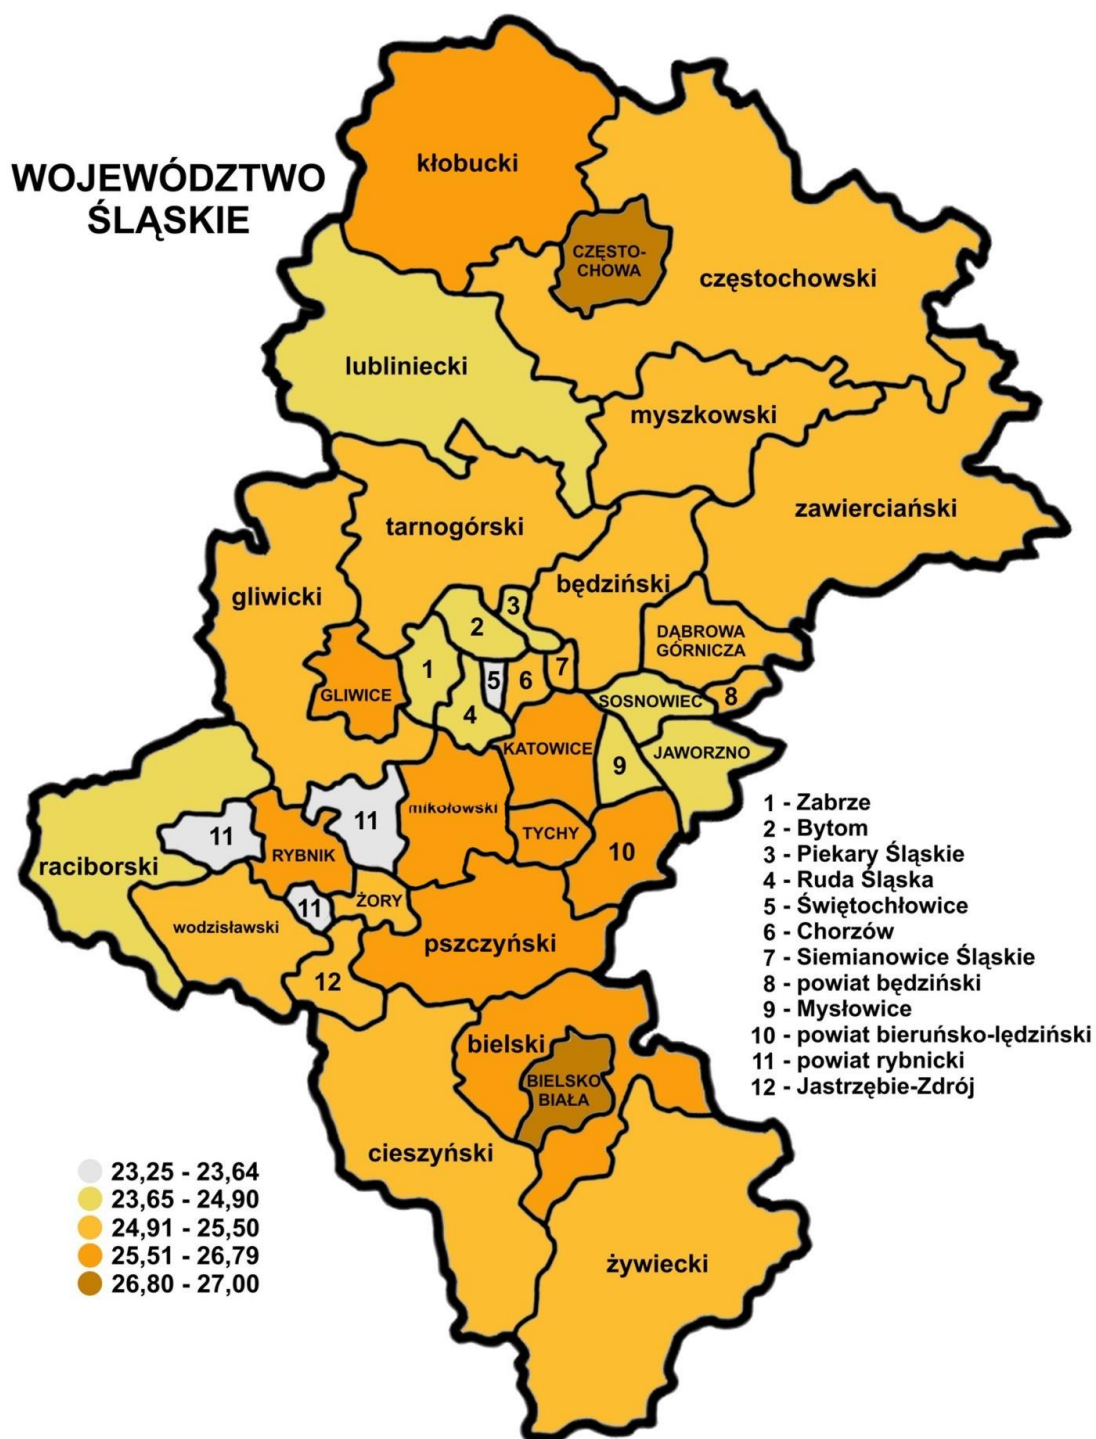 WOJEWÓDZTWO
ŚLĄSKIE
kłobucki
CZĘSTO-
CHOWA
częstochowski
lubliniecki
myszkowski
zawierciański
tarnogórski
będziński
gliwicki
3
2
DĄBROWA
GÓRNICZA
1
5
6
7
GLIWICE
4
SOSNOWIEC
8
KATOWICE
9
JAWORZNO
mikołowski
11
11
TYCHY
RYBNIK
10
raciborski
11
ŻORY
wodzisławski
pszczyński
12
bielski
BIELSKO
BIAŁA
cieszyński
żywiecki
1 - Zabrze
2 - Bytom
3 - Piekary Śląskie
4 - Ruda Śląska
5 - Świętochłowice
6 - Chorzów
7 - Siemianowice Śląskie
8 - powiat będziński
9 - Mysłowice
10 - powiat bieruńsko-lędziński
11 - powiat rybnicki
12 - Jastrzębie-Zdrój
23,25 - 23,64
23,65 - 24,90
24,91 - 25,50
25,51 - 26,79
26,80 - 27,00